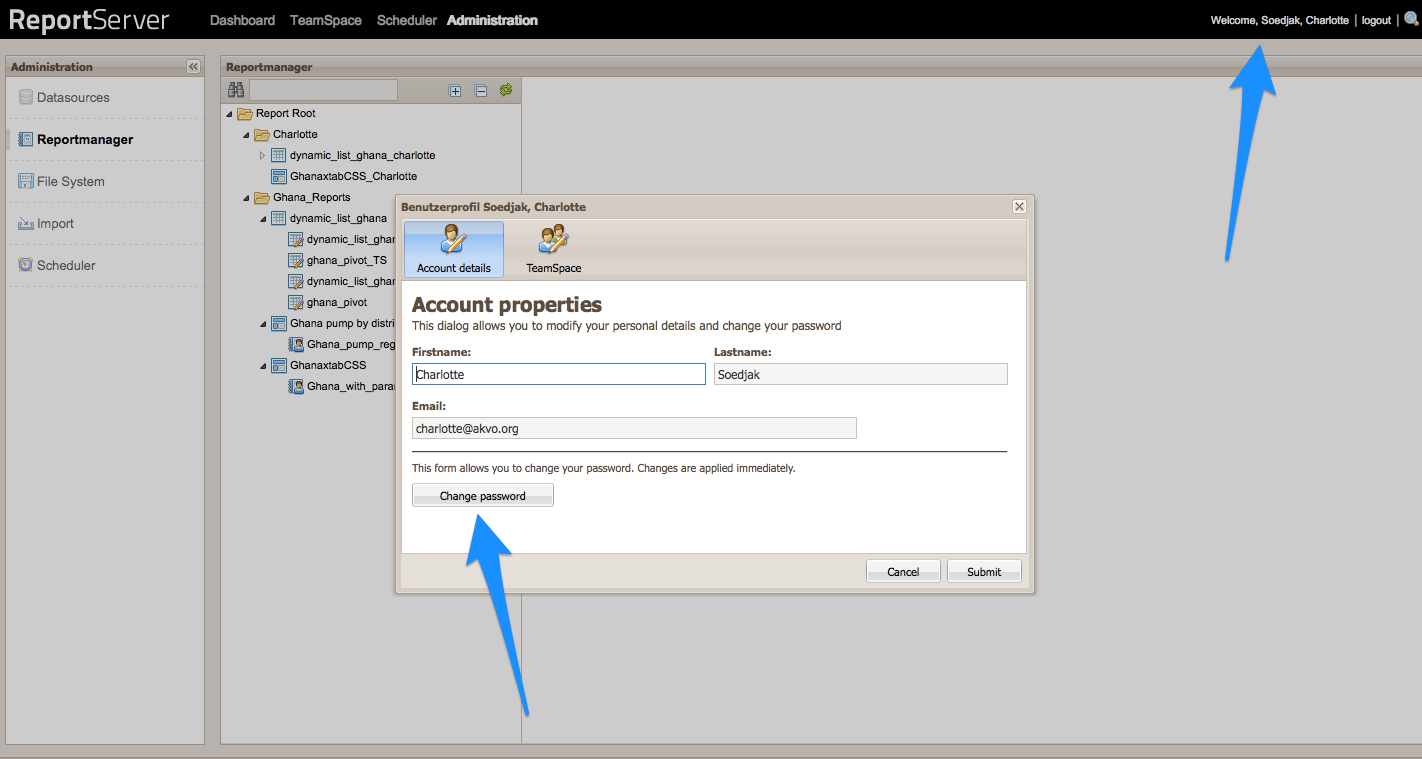 ReportServer Dashboard TeamSpace Scheduler Administration Welcome, Soedjak, Charlotte | logout |
Administration
Datasources
Reportmanager
File System
Import
Scheduler
Reportmanager
Report Root
Charlotte
dynamic_list_ghana_charlotte
GhanaxtabCSS_Charlotte
Ghana_Reports
dynamic_list_ghana
dynamic_list_ghar
ghana_pivot_TS
dynamic_list_ghar
ghana_pivot
Ghana pump by distri
Ghana_pump_reg
GhanaxtabCSS
Ghana_with_para
Benutzerprofil Soedjak, Charlotte
Account details TeamSpace
Account properties
This dialog allows you to modify your personal details and change your password
Firstname: Lastname:
Charlotte Soedjak
Email:
charlotte@akvo.org
This form allows you to change your password. Changes are applied immediately.
Change password
Cancel Submit